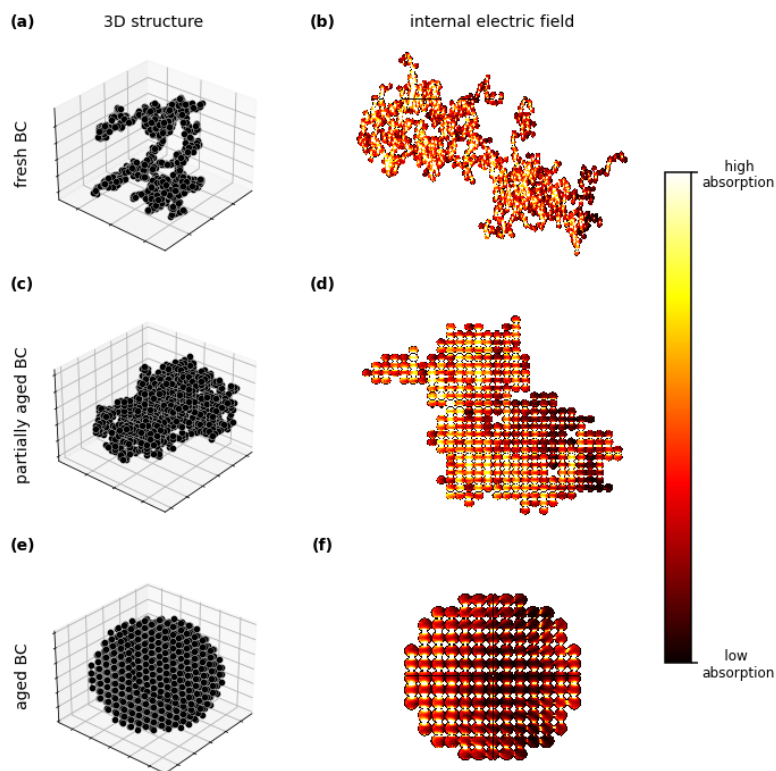 (a) 3D structure (b) internal electric field
fresh BC
high
absorption
(c) (d)
partially aged BC
(e) (f)
aged BC
low
absorption